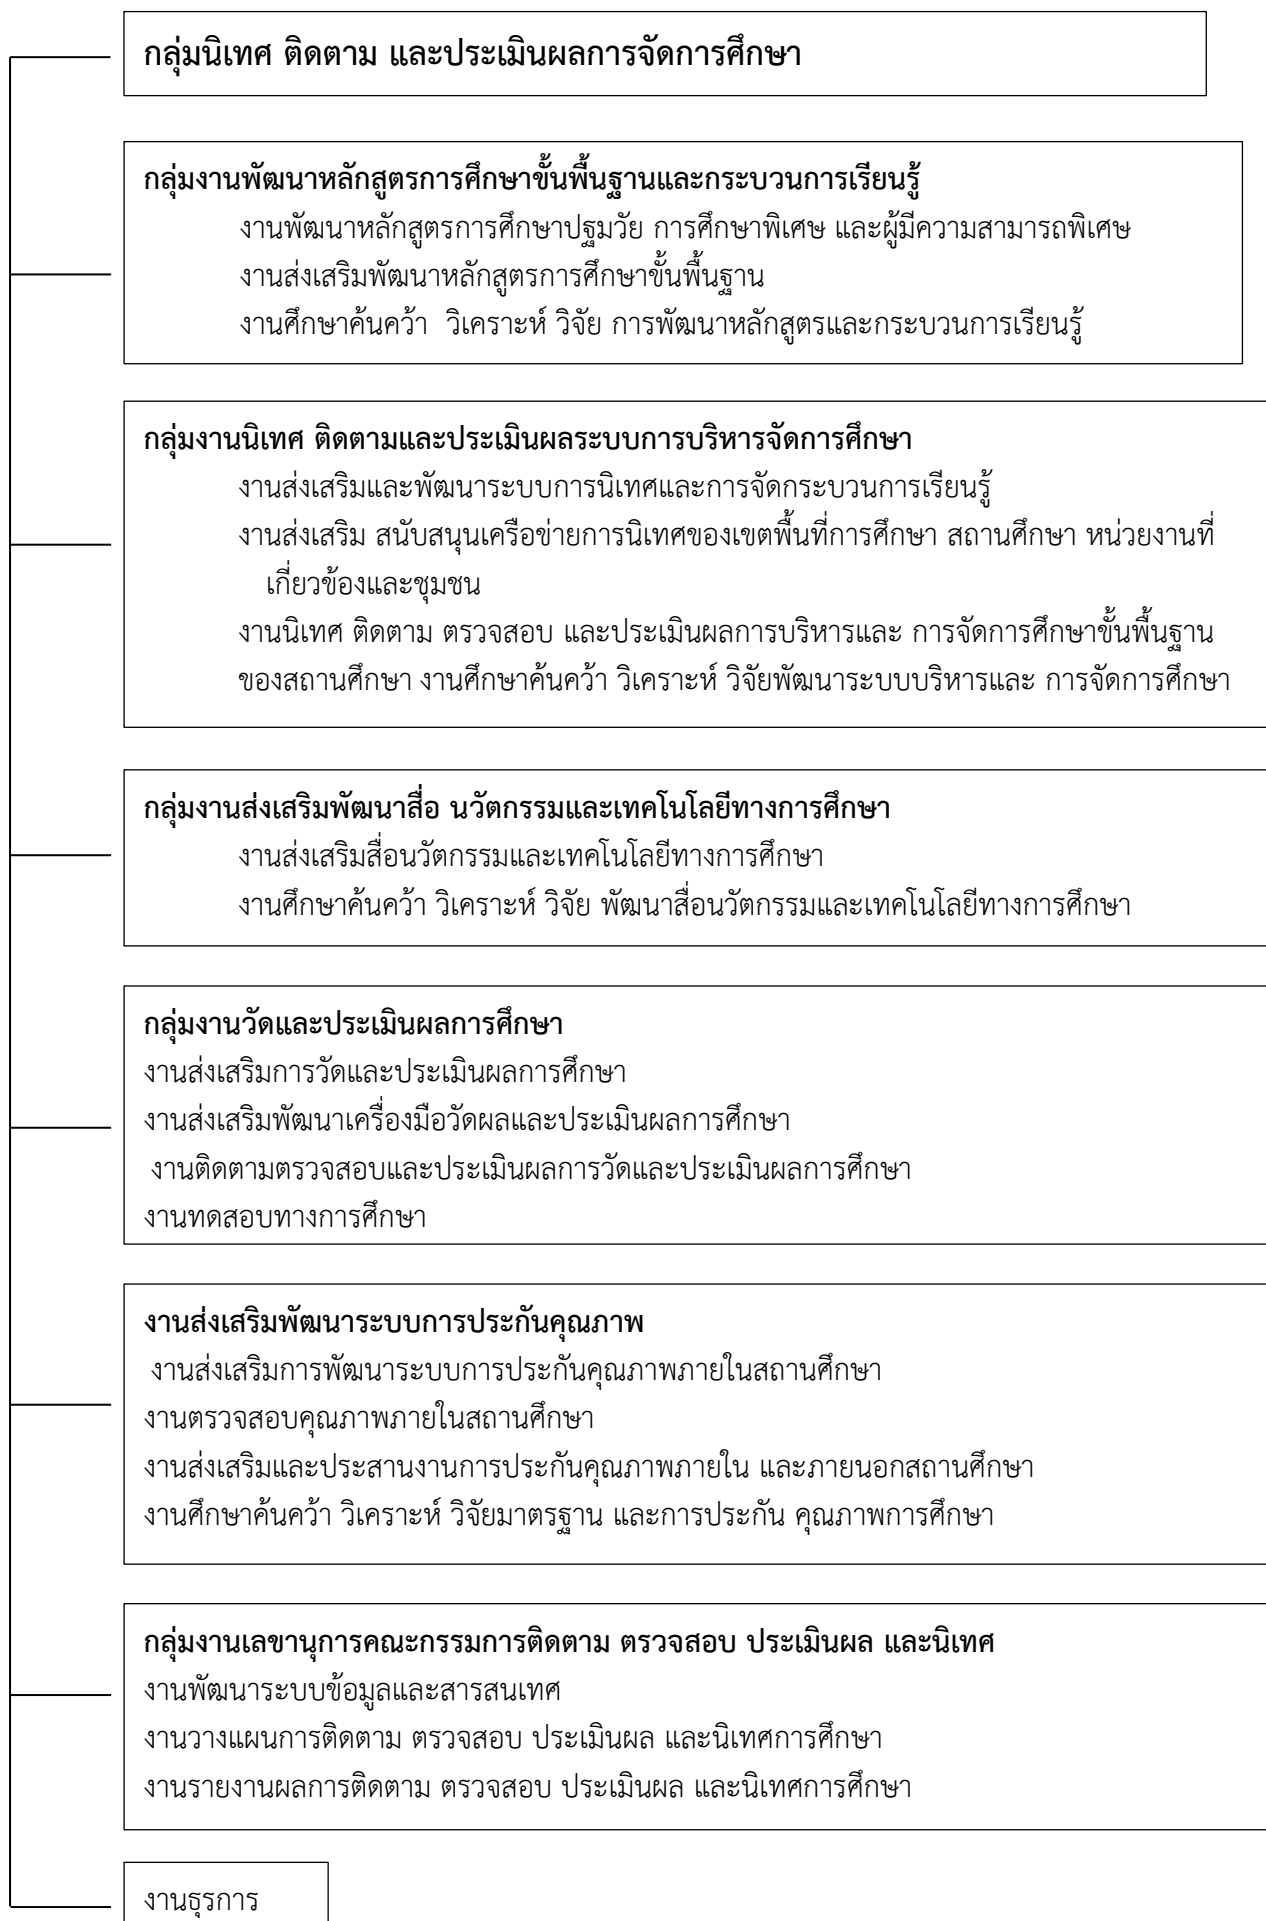 กลุ่มนิเทศ ติดตาม และประเมินผลการจัดการศึกษา
กลุ่มงานพัฒนาหลักสูตรการศึกษาขั้นพื้นฐานและกระบวนการเรียนรู้
งานพัฒนาหลักสูตรการศึกษาปฐมวัย การศึกษาพิเศษ และผู้มีความสามารถพิเศษ
งานส่งเสริมพัฒนาหลักสูตรการศึกษาขั้นพื้นฐาน
งานศึกษาค้นคว้า วิเคราะห์ วิจัย การพัฒนาหลักสูตรและกระบวนการเรียนรู้
กลุ่มงานนิเทศ ติดตามและประเมินผลระบบการบริหารจัดการศึกษา
งานส่งเสริมและพัฒนาระบบการนิเทศและการจัดกระบวนการเรียนรู้
งานส่งเสริม สนับสนุนเครือข่ายการนิเทศของเขตพื้นที่การศึกษา สถานศึกษา หน่วยงานที่
เกี่ยวข้องและชุมชน
งานนิเทศ ติดตาม ตรวจสอบ และประเมินผลการบริหารและ การจัดการศึกษาขั้นพื้นฐาน
ของสถานศึกษา งานศึกษาค้นคว้า วิเคราะห์ วิจัยพัฒนาระบบบริหารและ การจัดการศึกษา
กลุ่มงานส่งเสริมพัฒนาสื่อ นวัตกรรมและเทคโนโลยีทางการศึกษา
งานส่งเสริมสื่อนวัตกรรมและเทคโนโลยีทางการศึกษา
งานศึกษาค้นคว้า วิเคราะห์ วิจัย พัฒนาสื่อนวัตกรรมและเทคโนโลยีทางการศึกษา
กลุ่มงานวัดและประเมินผลการศึกษา
งานส่งเสริมการวัดและประเมินผลการศึกษา
งานส่งเสริมพัฒนาเครื่องมือวัดผลและประเมินผลการศึกษา
งานติดตามตรวจสอบและประเมินผลการวัดและประเมินผลการศึกษา
งานทดสอบทางการศึกษา
งานส่งเสริมพัฒนาระบบการประกันคุณภาพ
งานส่งเสริมการพัฒนาระบบการประกันคุณภาพภายในสถานศึกษา
งานตรวจสอบคุณภาพภายในสถานศึกษา
งานส่งเสริมและประสานงานการประกันคุณภาพภายใน และภายนอกสถานศึกษา
งานศึกษาค้นคว้า วิเคราะห์ วิจัยมาตรฐาน และการประกัน คุณภาพการศึกษา
กลุ่มงานเลขานุการคณะกรรมการติดตาม ตรวจสอบ ประเมินผล และนิเทศ
งานพัฒนาระบบข้อมูลและสารสนเทศ
งานวางแผนการติดตาม ตรวจสอบ ประเมินผล และนิเทศการศึกษา
งานรายงานผลการติดตาม ตรวจสอบ ประเมินผล และนิเทศการศึกษา
งานธุรการ